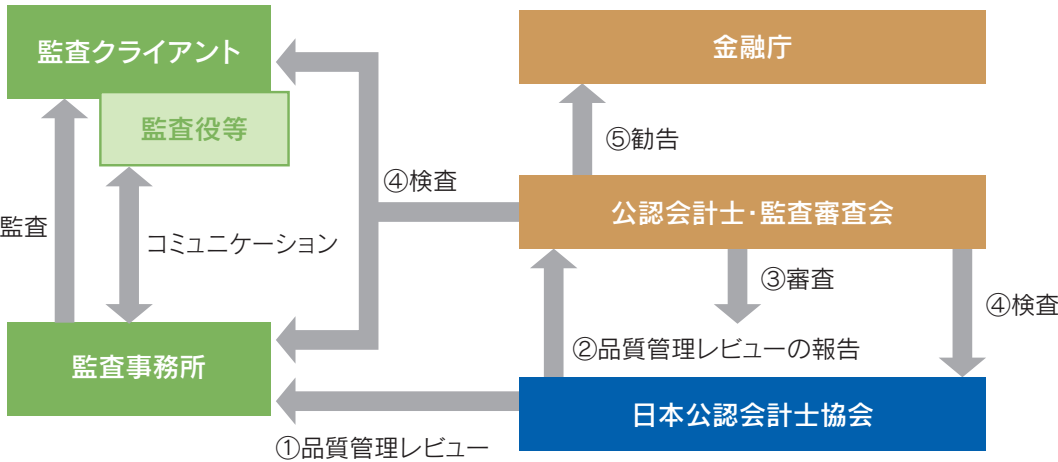 監査クライアント
金融庁
監査役等
⑤勧告
④検査
公認会計士・監査審査会
監査
コミュニケーション
③審査
④検査
②品質管理レビューの報告
監査事務所
日本公認会計士協会
①品質管理レビュー